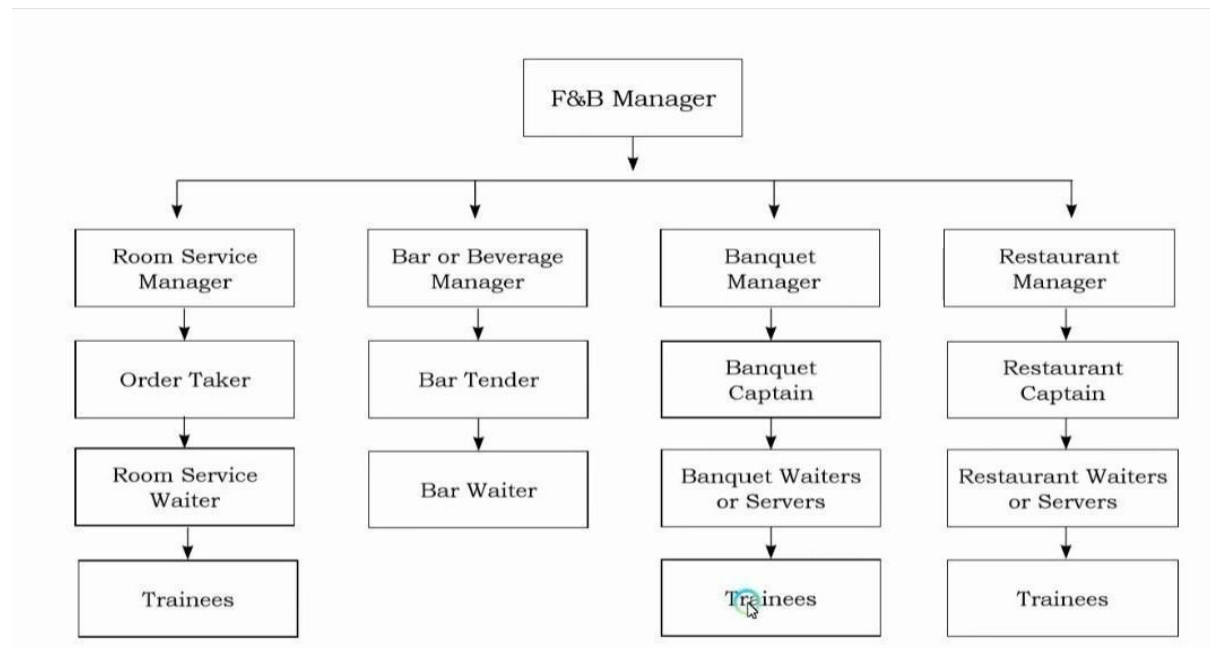 F&B Manager
Room Service
Manager
Bar or Beverage
Manager
Banquet
Manager
Restaurant
Manager
Order Taker
Bar Tender
Banquet
Captain
Restaurant
Captain
Room Service
Waiter
Bar Waiter
Banquet Waiters
or Servers
Restaurant Waiters
or Servers
Trainees
Trainees
Trainees